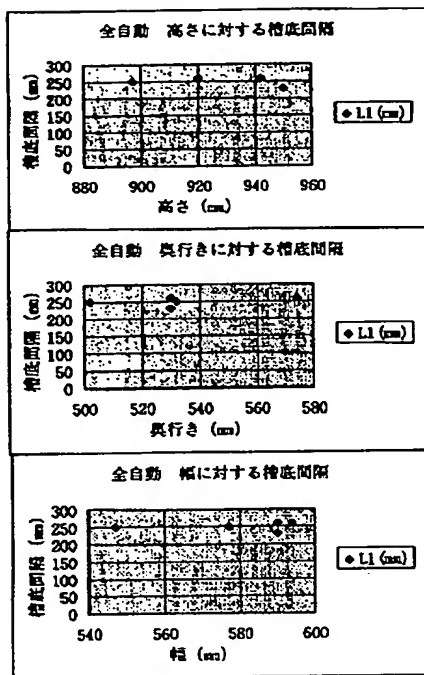 全自動 高さに対する槽底間隔
槽底間隔 (mm)
300
250
200
150
100
50
0
880 900 920 940 960
高さ (mm)
◆ L1(mm)
全自動 奥行きに対する槽底間隔
槽底間隔 (mm)
300
250
200
150
100
50
0
500 520 540 560 580
奥行き (mm)
◆ L1(mm)
全自動 幅に対する槽底間隔
槽底間隔 (mm)
300
250
200
150
100
50
0
540 560 580 600
幅 (mm)
◆ L1(mm)